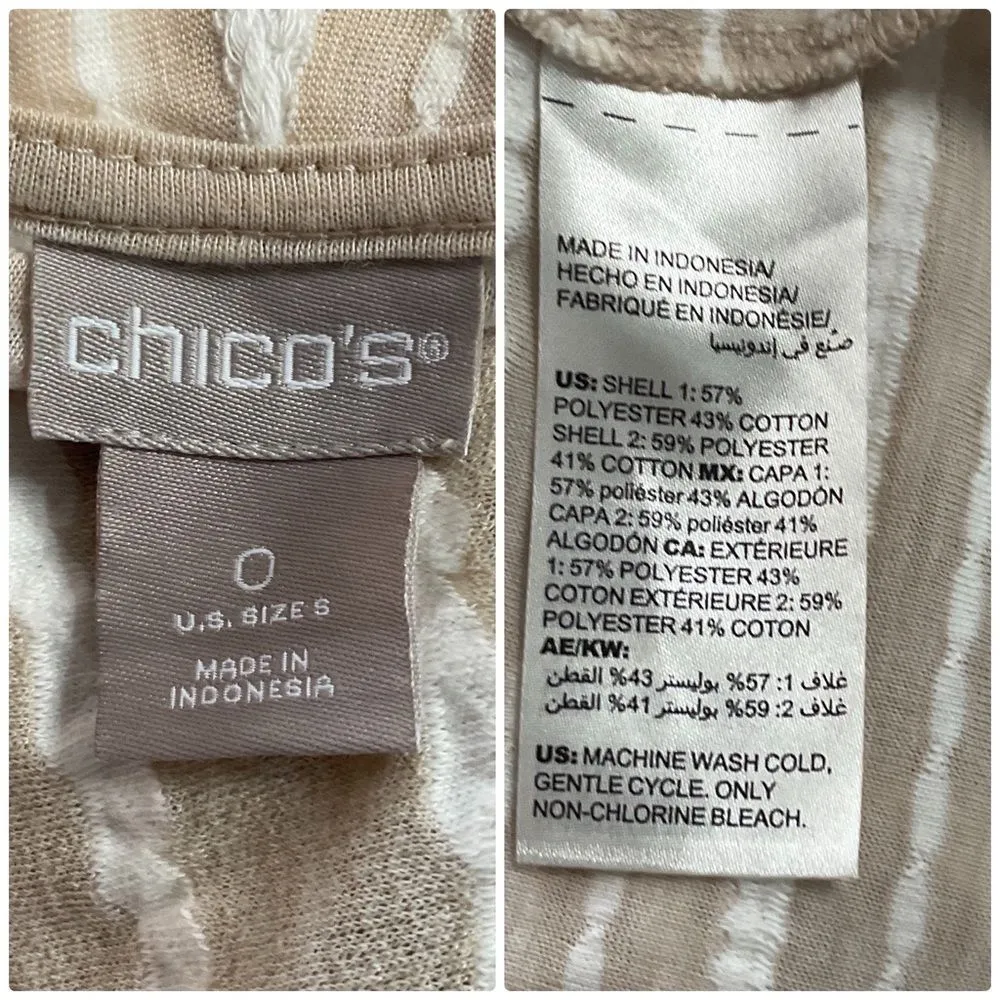 chico's®
0
U.S. SIZE S
MADE IN
INDONESIA
MADE IN INDONESIA/
HECHO EN INDONESIA/
FABRIQUÉ EN INDONÉSIE/
صنع في إندونيسيا
US: SHELL 1: 57%
POLYESTER 43% COTTON
SHELL 2: 59% POLYESTER
41% COTTON MX: CAPA 1:
57% poliéster 43% ALGODÓN
CAPA 2: 59% poliéster 41%
ALGODÓN CA: EXTÉRIEURE
1: 57% POLYESTER 43%
COTON EXTÉRIEURE 2: 59%
POLYESTER 41% COTON
AE/KW:
غلاف 1: 57% بوليستر 43% القطن
غلاف 2: 59% بوليستر 41% القطن
US: MACHINE WASH COLD,
GENTLE CYCLE. ONLY
NON-CHLORINE BLEACH.